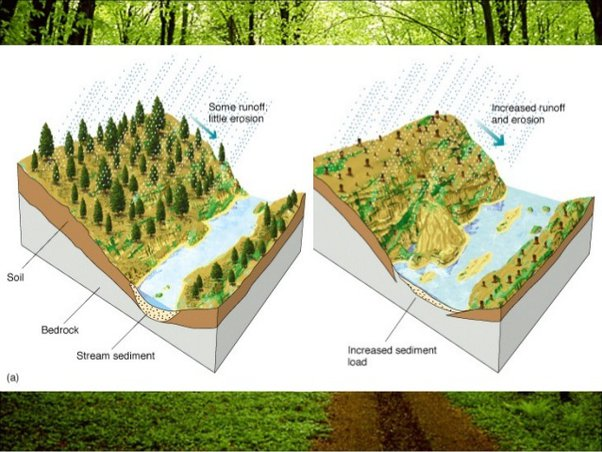 Some runoff,
little erosion
Soil
Bedrock
Stream sediment
(a)
Increased runoff
and erosion
Increased sediment
load